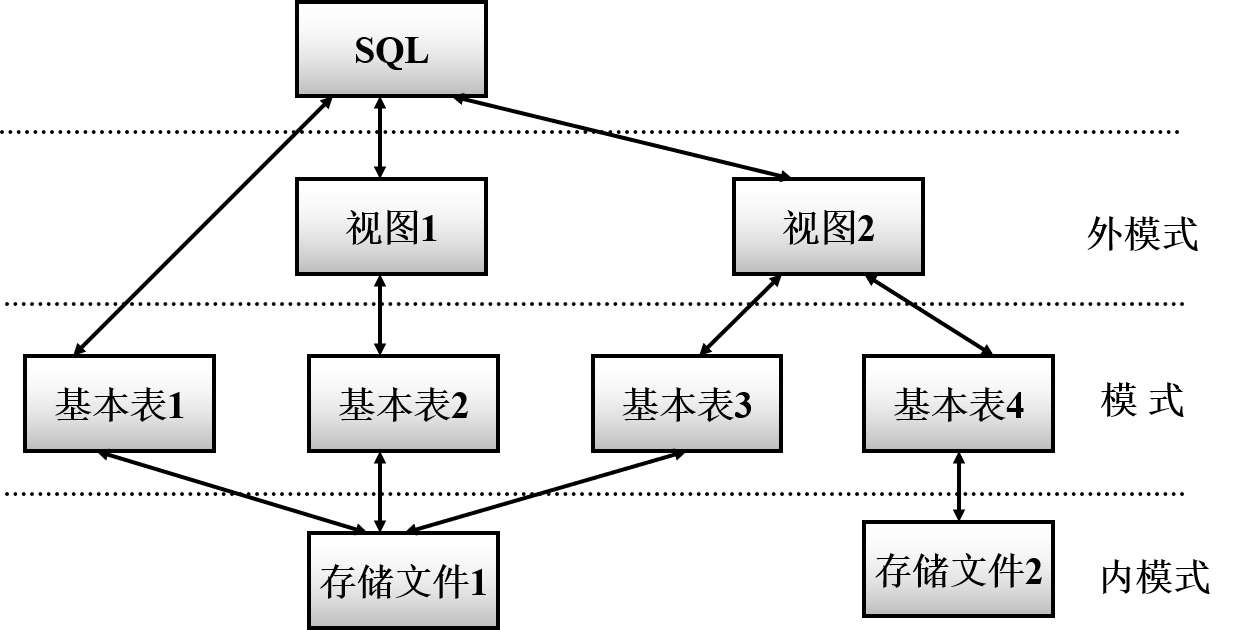 SQL
视图1
视图2
外模式
基本表1
基本表2
基本表3
基本表4
模 式
存储文件1
存储文件2
内模式